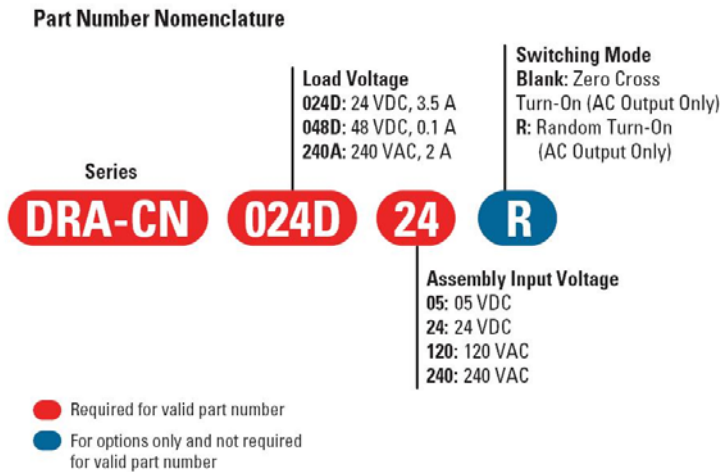 Part Number Nomenclature
Switching Mode
Blank: Zero Cross
Turn-On (AC Output Only)
R: Random Turn-On
(AC Output Only)
Load Voltage
024D: 24 VDC, 3.5 A
048D: 48 VDC, 0.1 A
240A: 240 VAC, 2 A
Series
DRA-CN 024D 24 R
Assembly Input Voltage
05: 05 VDC
24: 24 VDC
120: 120 VAC
240: 240 VAC
Required for valid part number
For options only and not required
for valid part number